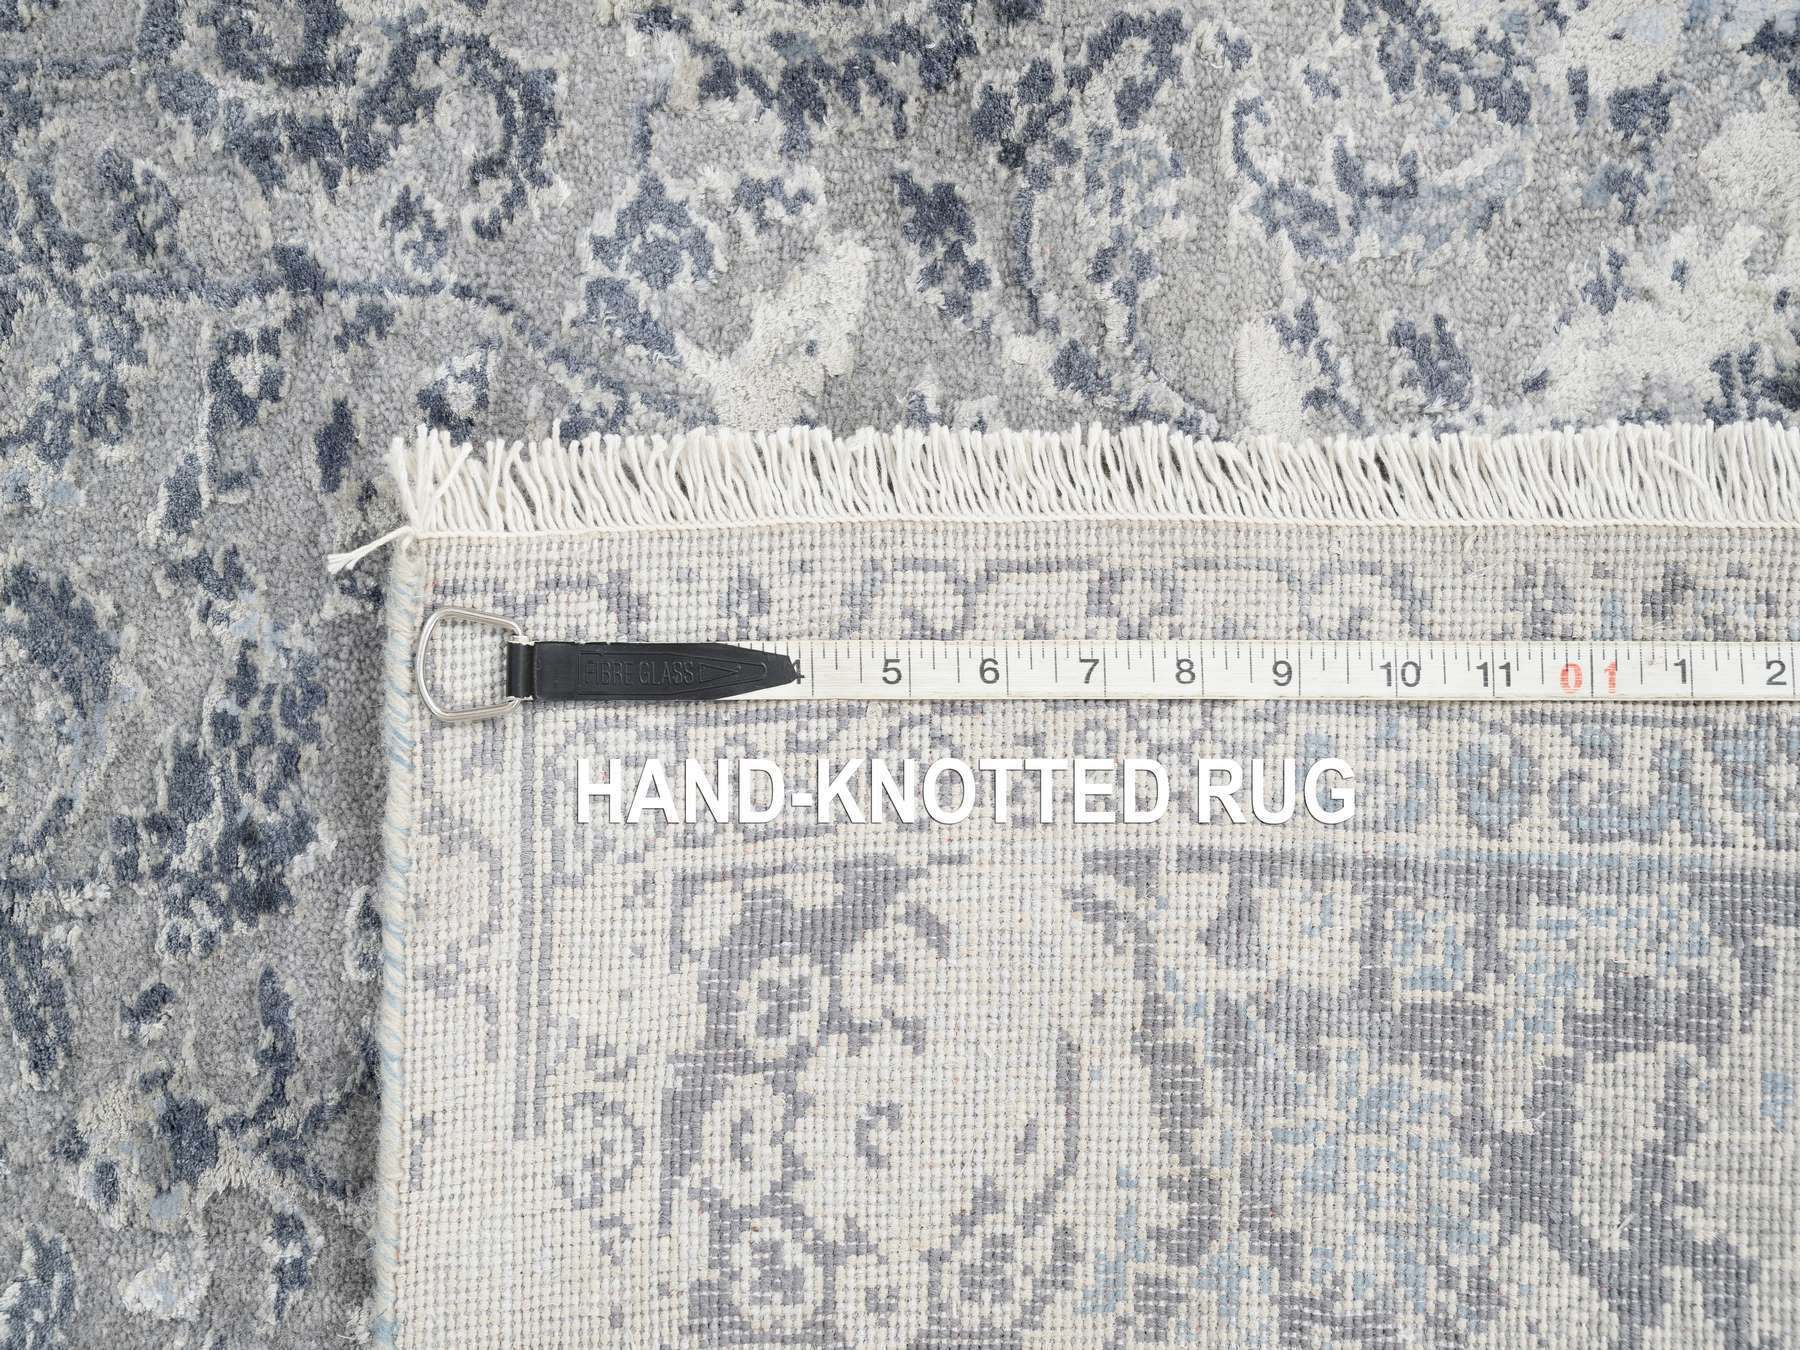 FIBRE GLASS 4 5 6 7 8 9 10 11 01 1 2
HAND-KNOTTED RUG